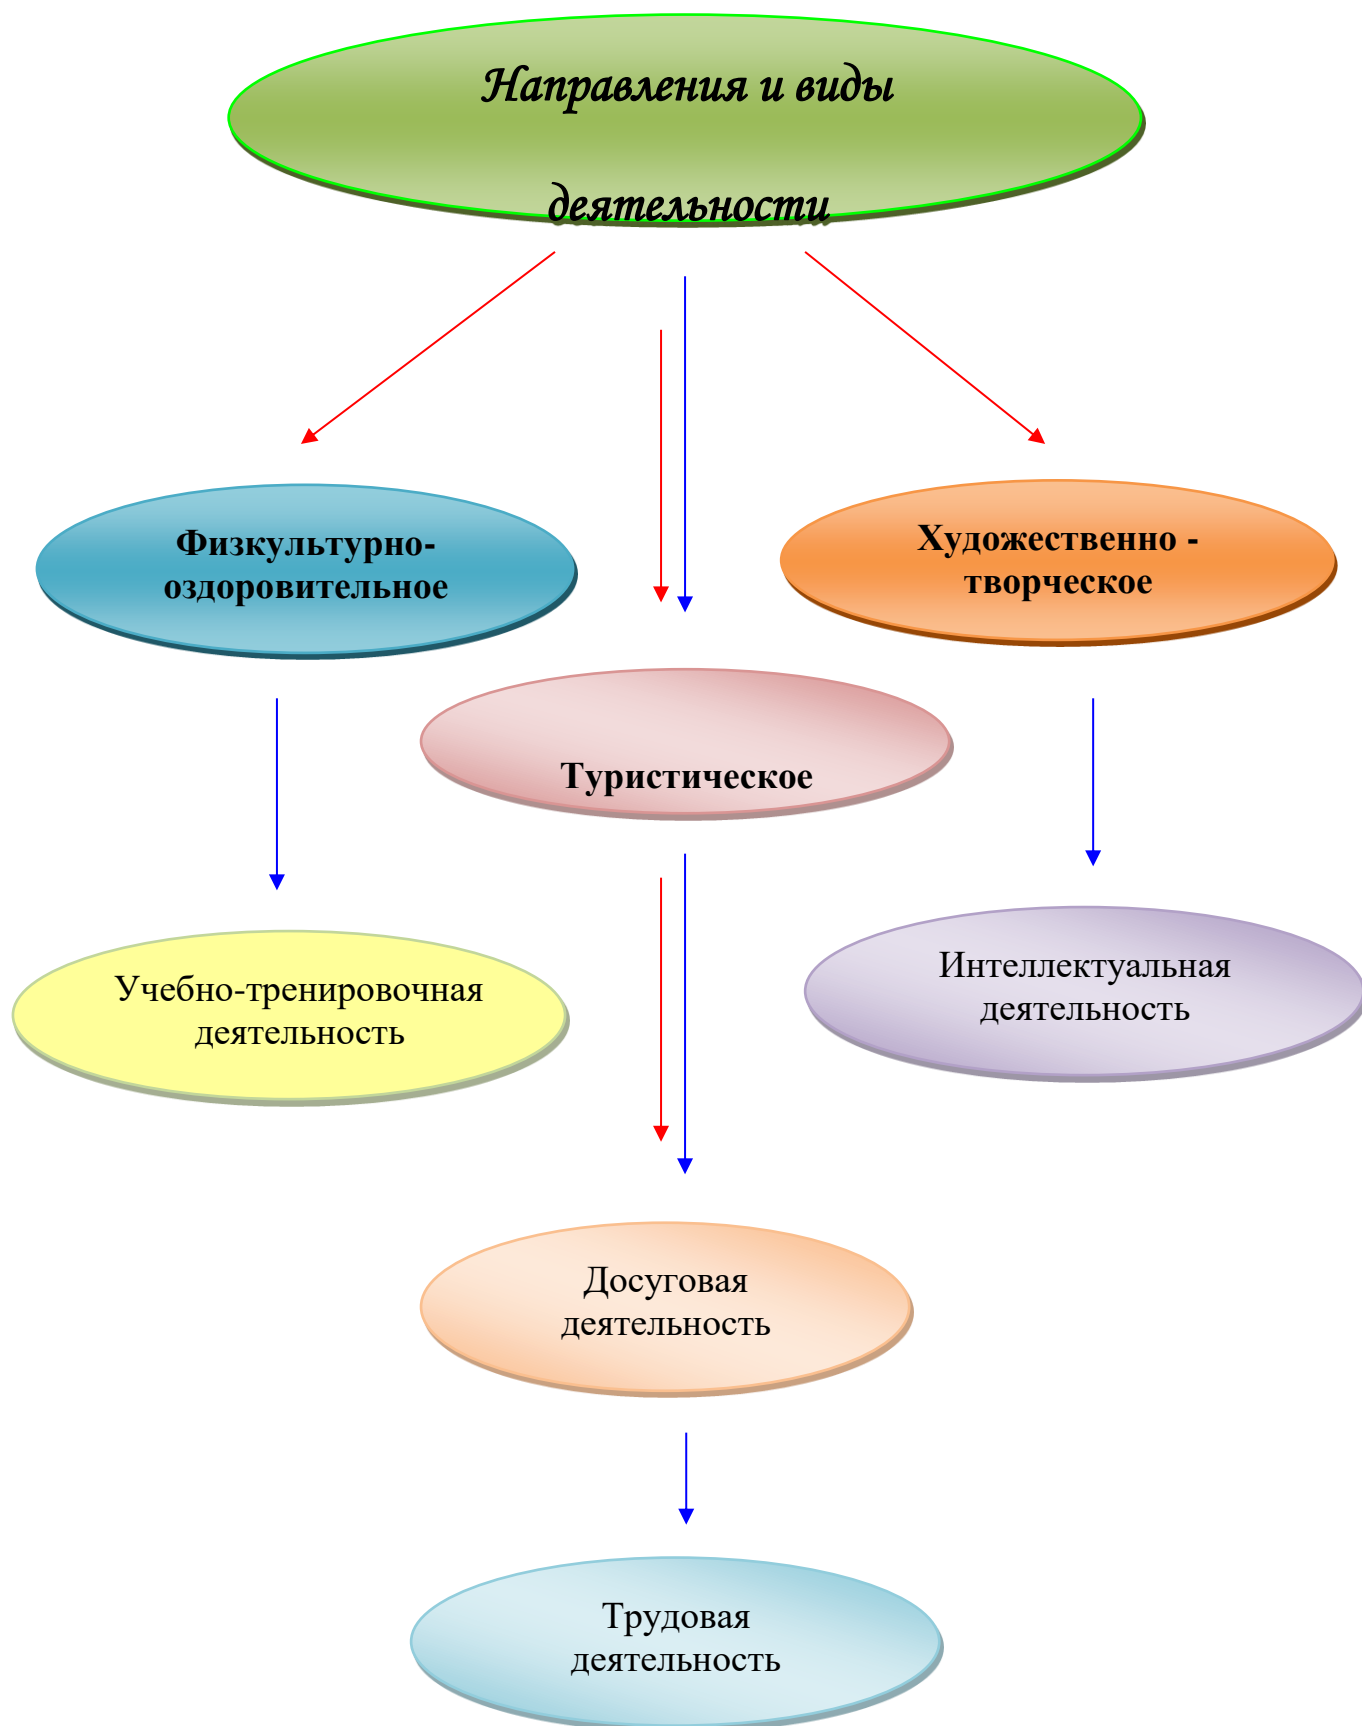 Направления и виды
деятельности
Физкультурно-
оздоровительное
Художественно -
творческое
Туристическое
Учебно-тренировочная
деятельность
Интеллектуальная
деятельность
Досуговая
деятельность
Трудовая
деятельность